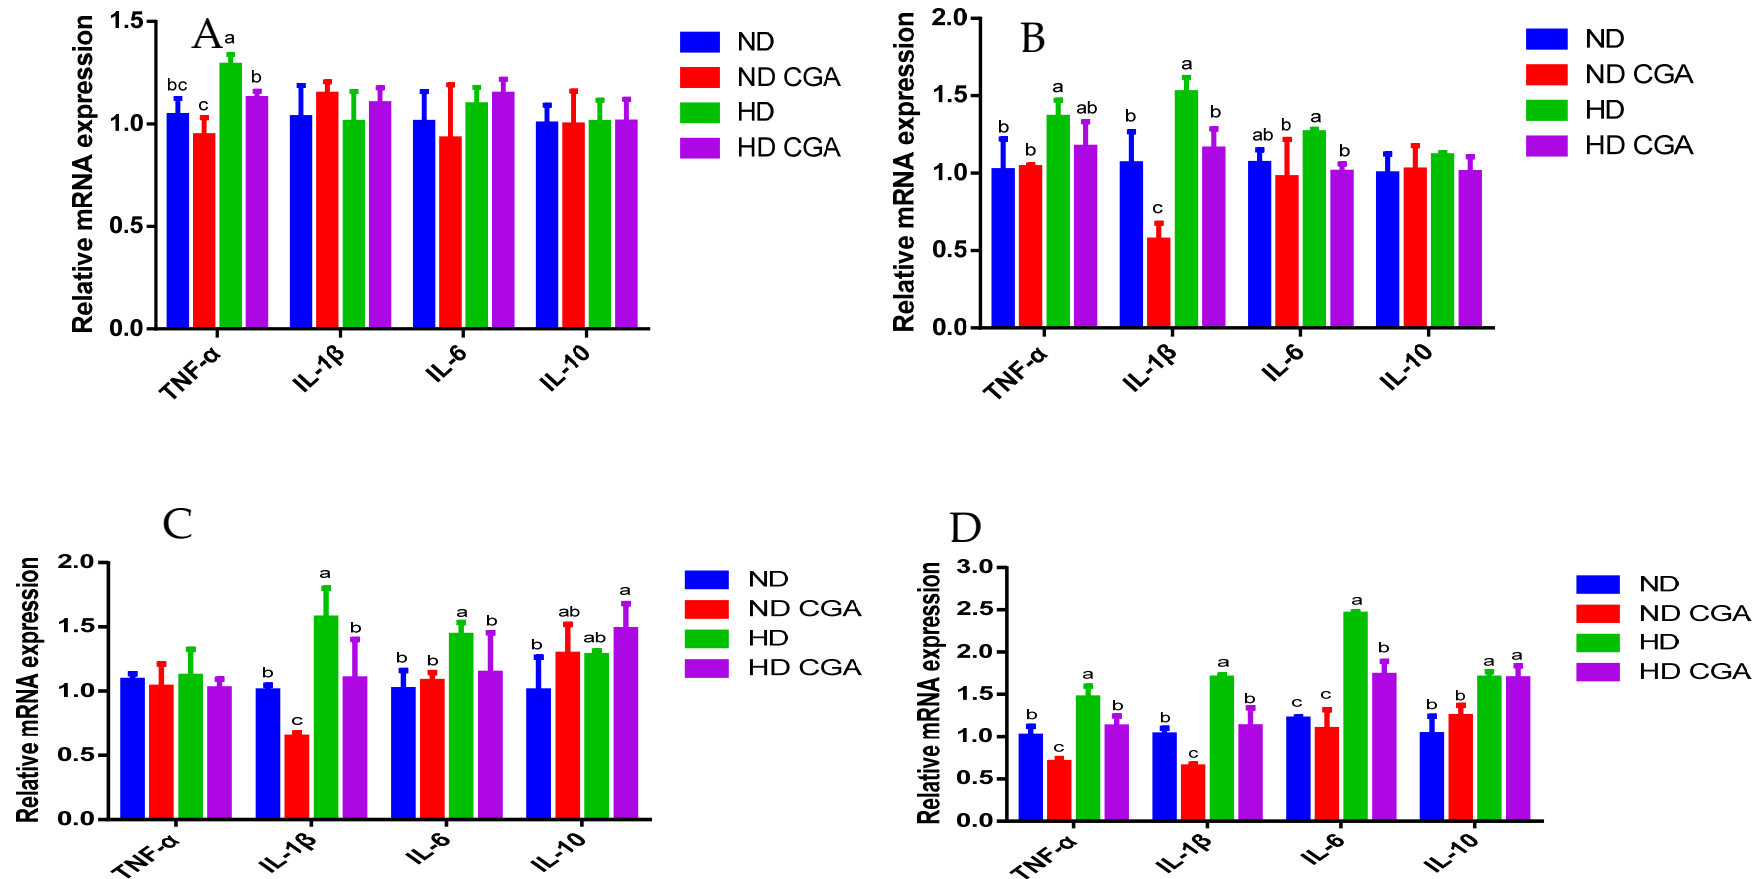 A
Relative mRNA expression
1.5
1.0
0.5
0.0
bc
c
a
b
TNF-α
IL-1β
IL-6
IL-10
ND
ND CGA
HD
HD CGA
B
Relative mRNA expression
2.0
1.5
1.0
0.5
0.0
b
b
a
ab
b
c
a
b
ab
b
a
b
TNF-α
IL-1β
IL-6
IL-10
ND
ND CGA
HD
HD CGA
C
Relative mRNA expression
2.0
1.5
1.0
0.5
0.0
b
c
a
b
b
b
a
b
b
ab
ab
a
TNF-α
IL-1β
IL-6
IL-10
ND
ND CGA
HD
HD CGA
D
Relative mRNA expression
3.0
2.5
2.0
1.5
1.0
0.5
0.0
b
c
a
b
b
c
a
b
c
c
a
b
b
b
a
a
TNF-α
IL-1β
IL-6
IL-10
ND
ND CGA
HD
HD CGA